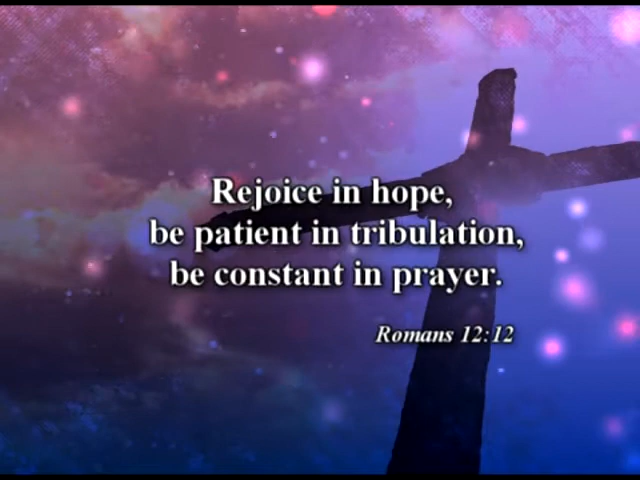 Rejoice in hope,
be patient in tribulation,
be constant in prayer.
Romans 12:12